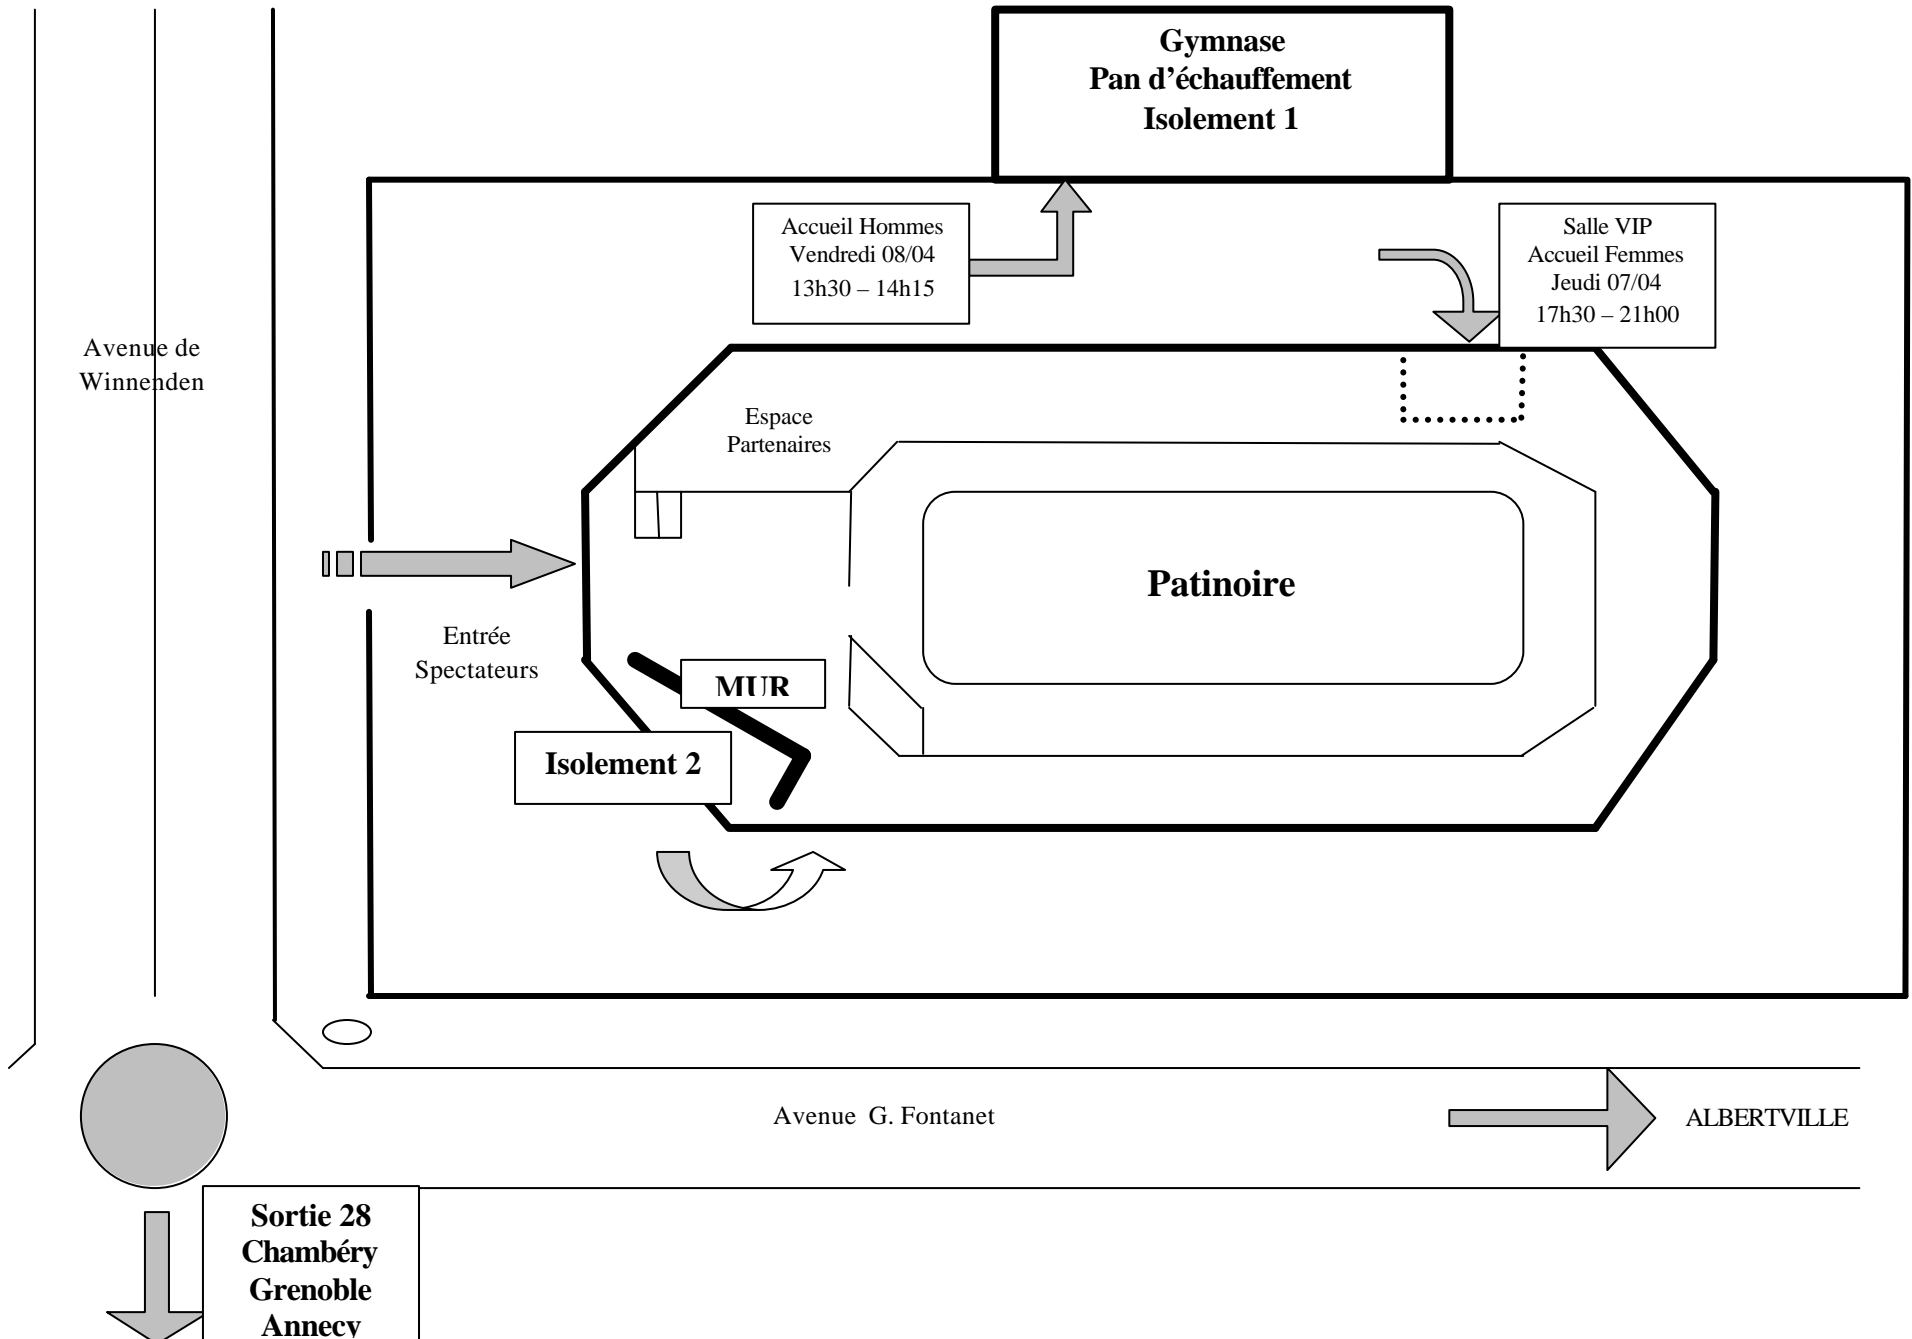 Gymnase
Pan d’échauffement
Isolement 1
Accueil Hommes
Vendredi 08/04
13h30 – 14h15
Salle VIP
Accueil Femmes
Jeudi 07/04
17h30 – 21h00
Avenue de
Winnenden
Espace
Partenaires
Patinoire
Entrée
Spectateurs
MUR
Isolement 2
Avenue G. Fontanet
ALBERTVILLE
Sortie 28
Chambéry
Grenoble
Annecy